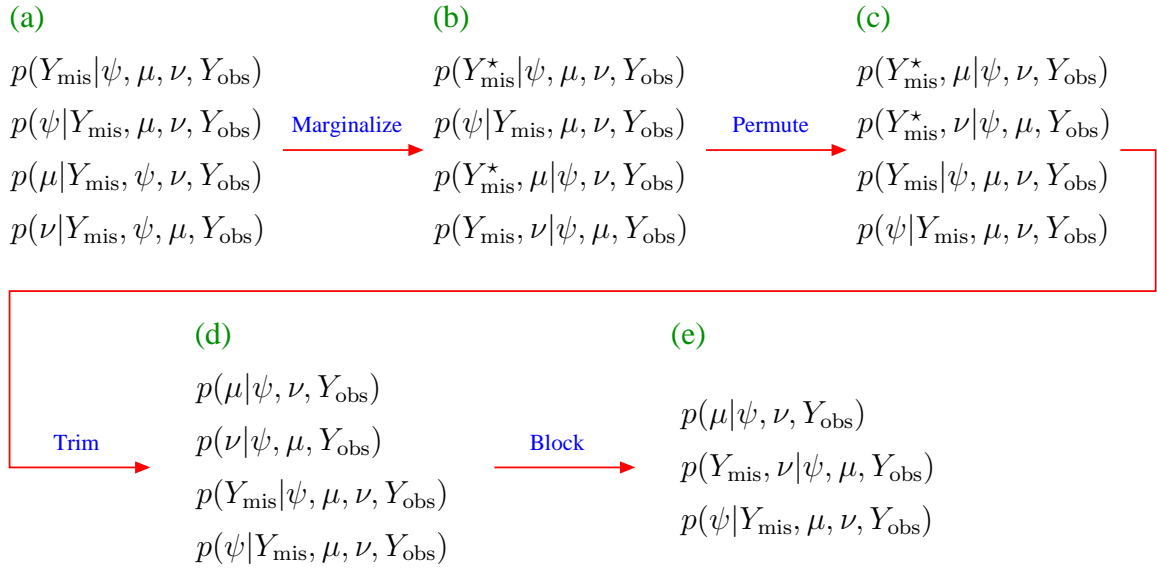 (a)
p(Y_mis|ψ, μ, ν, Y_obs)
p(ψ|Y_mis, μ, ν, Y_obs)
p(μ|Y_mis, ψ, ν, Y_obs)
p(ν|Y_mis, ψ, μ, Y_obs)
Marginalize
(b)
p(Y*_mis|ψ, μ, ν, Y_obs)
p(ψ|Y_mis, μ, ν, Y_obs)
p(Y*_mis, μ|ψ, ν, Y_obs)
p(Y_mis, ν|ψ, μ, Y_obs)
Permute
(c)
p(Y*_mis, μ|ψ, ν, Y_obs)
p(Y*_mis, ν|ψ, μ, Y_obs)
p(Y_mis|ψ, μ, ν, Y_obs)
p(ψ|Y_mis, μ, ν, Y_obs)
Trim
(d)
p(μ|ψ, ν, Y_obs)
p(ν|ψ, μ, Y_obs)
p(Y_mis|ψ, μ, ν, Y_obs)
p(ψ|Y_mis, μ, ν, Y_obs)
Block
(e)
p(μ|ψ, ν, Y_obs)
p(Y_mis, ν|ψ, μ, Y_obs)
p(ψ|Y_mis, μ, ν, Y_obs)